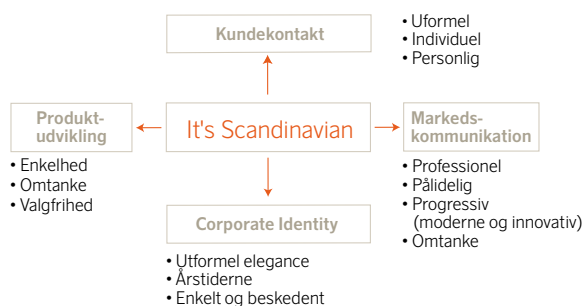 Kundekontakt
• Uformel
• Individuel
• Personlig
Produkt-
udvikling
• Enkelhed
• Omtanke
• Valgfrihed
It's Scandinavian
Markeds-
kommunikation
• Professionel
• Pålidelig
• Progressiv
(moderne og innovativ)
• Omtanke
Corporate Identity
• Utformel elegance
• Årstiderne
• Enkelt og beskedent